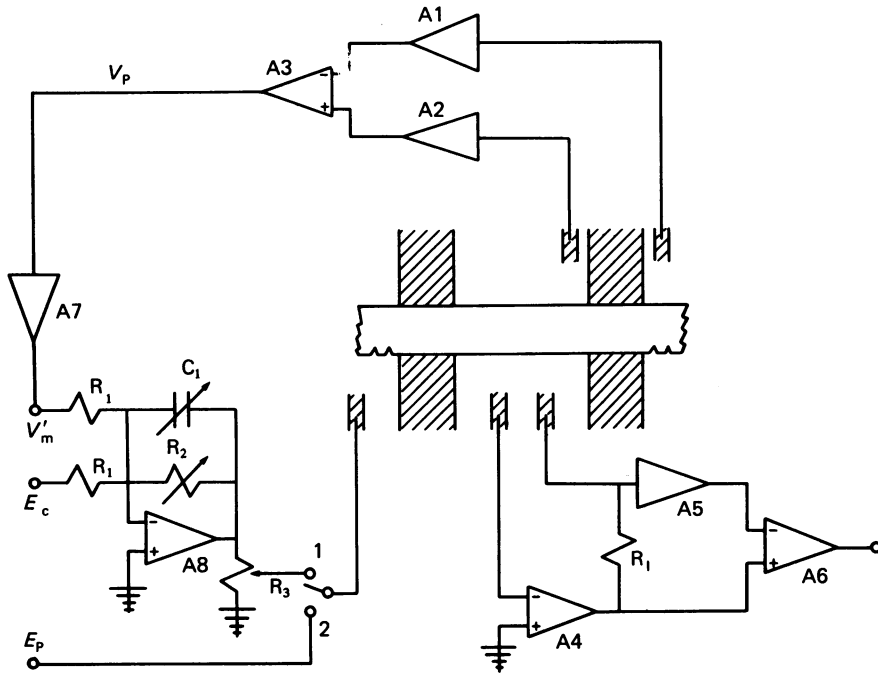 A1
A3
V_P
−
+
A2
A7
R_1
C_1
V'_m
R_2
R_1
E_c
−
+
A8
1
R_3
2
E_P
A5
R_I
−
+
A6
−
+
A4